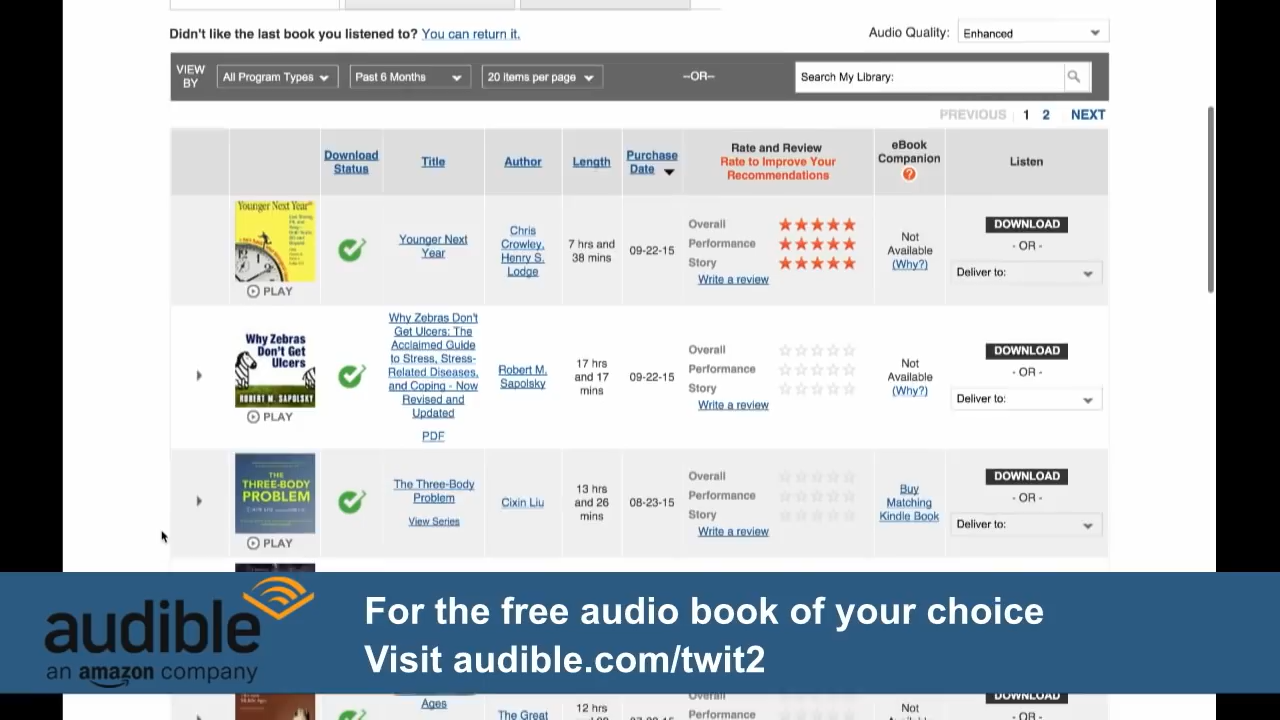 Didn't like the last book you listened to? You can return it.
Audio Quality: Enhanced
VIEW BY
All Program Types
Past 6 Months
20 items per page
--OR--
Search My Library:
PREVIOUS | 1 2 NEXT
Download Status
Title
Author
Length
Purchase Date
Rate and Review
Rate to Improve Your
Recommendations
eBook
Companion
?
Listen
Younger Next Year
PLAY
Younger Next
Year
Chris
Crowley,
Henry S.
Lodge
7 hrs and
38 mins
09-22-15
Overall
Performance
Story
Write a review
Not
Available
(Why?)
DOWNLOAD
- OR -
Deliver to:
Why Zebras
Don't Get
Ulcers
ROBERT M. SAPOLSKY
PLAY
Why Zebras Don't
Get Ulcers: The
Acclaimed Guide
to Stress, Stress-
Related Diseases,
and Coping - Now
Revised and
Updated
PDF
Robert M.
Sapolsky
17 hrs
and 17
mins
09-22-15
Overall
Performance
Story
Write a review
Not
Available
(Why?)
DOWNLOAD
- OR -
Deliver to:
THE
THREE-BODY
PROBLEM
CIXIN LIU
PLAY
The Three-Body
Problem
View Series
Cixin Liu
13 hrs
and 26
mins
08-23-15
Overall
Performance
Story
Write a review
Buy
Matching
Kindle Book
DOWNLOAD
- OR -
Deliver to:
audible
an amazon company
For the free audio book of your choice
Visit audible.com/twit2
Ages
The Great
12 hrs
Overall
Performance
Not
DOWNLOAD
- OR -